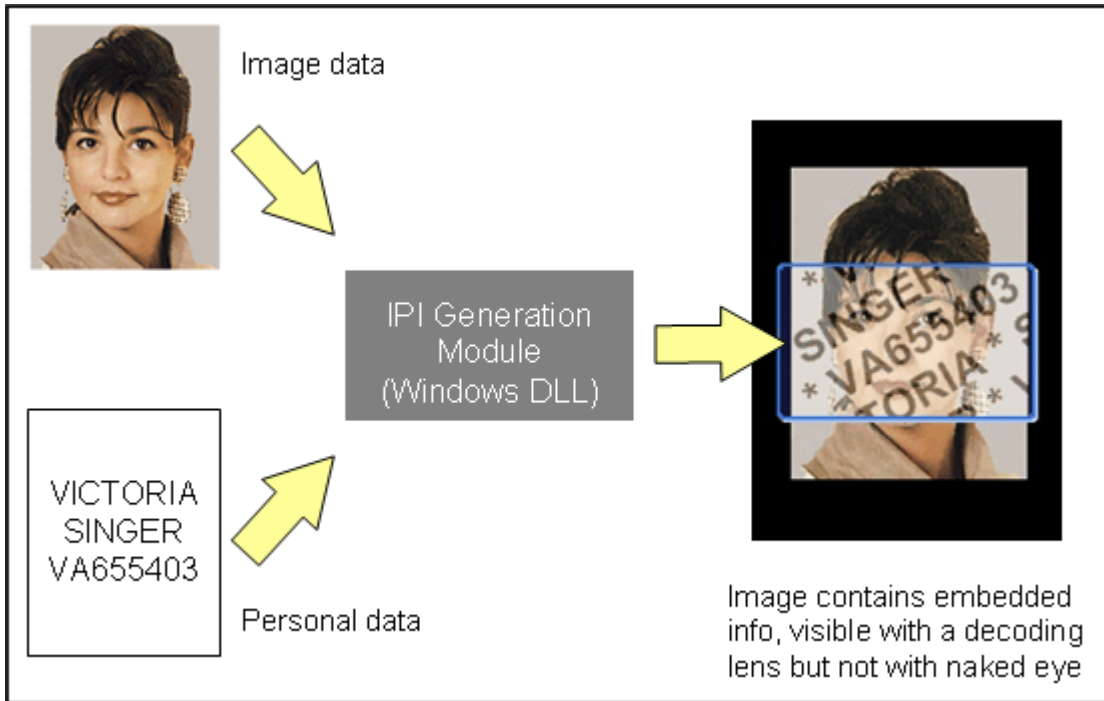 Image data
IPI Generation
Module
(Windows DLL)
VICTORIA
SINGER
VA655403
Personal data
* 
SINGER
VA655403 * S
* VICTORIA * V
Image contains embedded
info, visible with a decoding
lens but not with naked eye